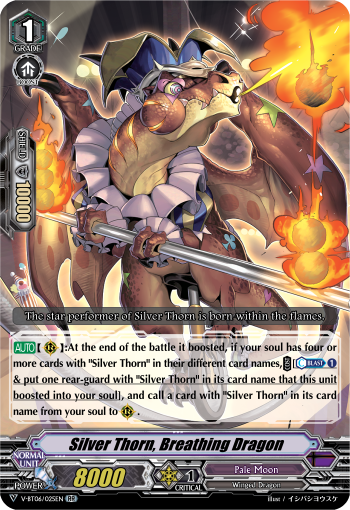 1
GRADE
BOOST
SHIELD
10000
The star performer of Silver Thorn is born within the flames.
AUTO [ R ]:At the end of the battle it boosted, if your soul has four or
more cards with "Silver Thorn" in their different card names, BLAST 1
& put one rear-guard with "Silver Thorn" in its card name that this unit
boosted into your soul], and call a card with "Silver Thorn" in its card
name from your soul to R .
Silver Thorn, Breathing Dragon
NORMAL
UNIT
POWER
8000
1
CRITICAL
Pale Moon
Winged Dragon
V-BT06/025EN RR
Illust / イシバシヨウスケ